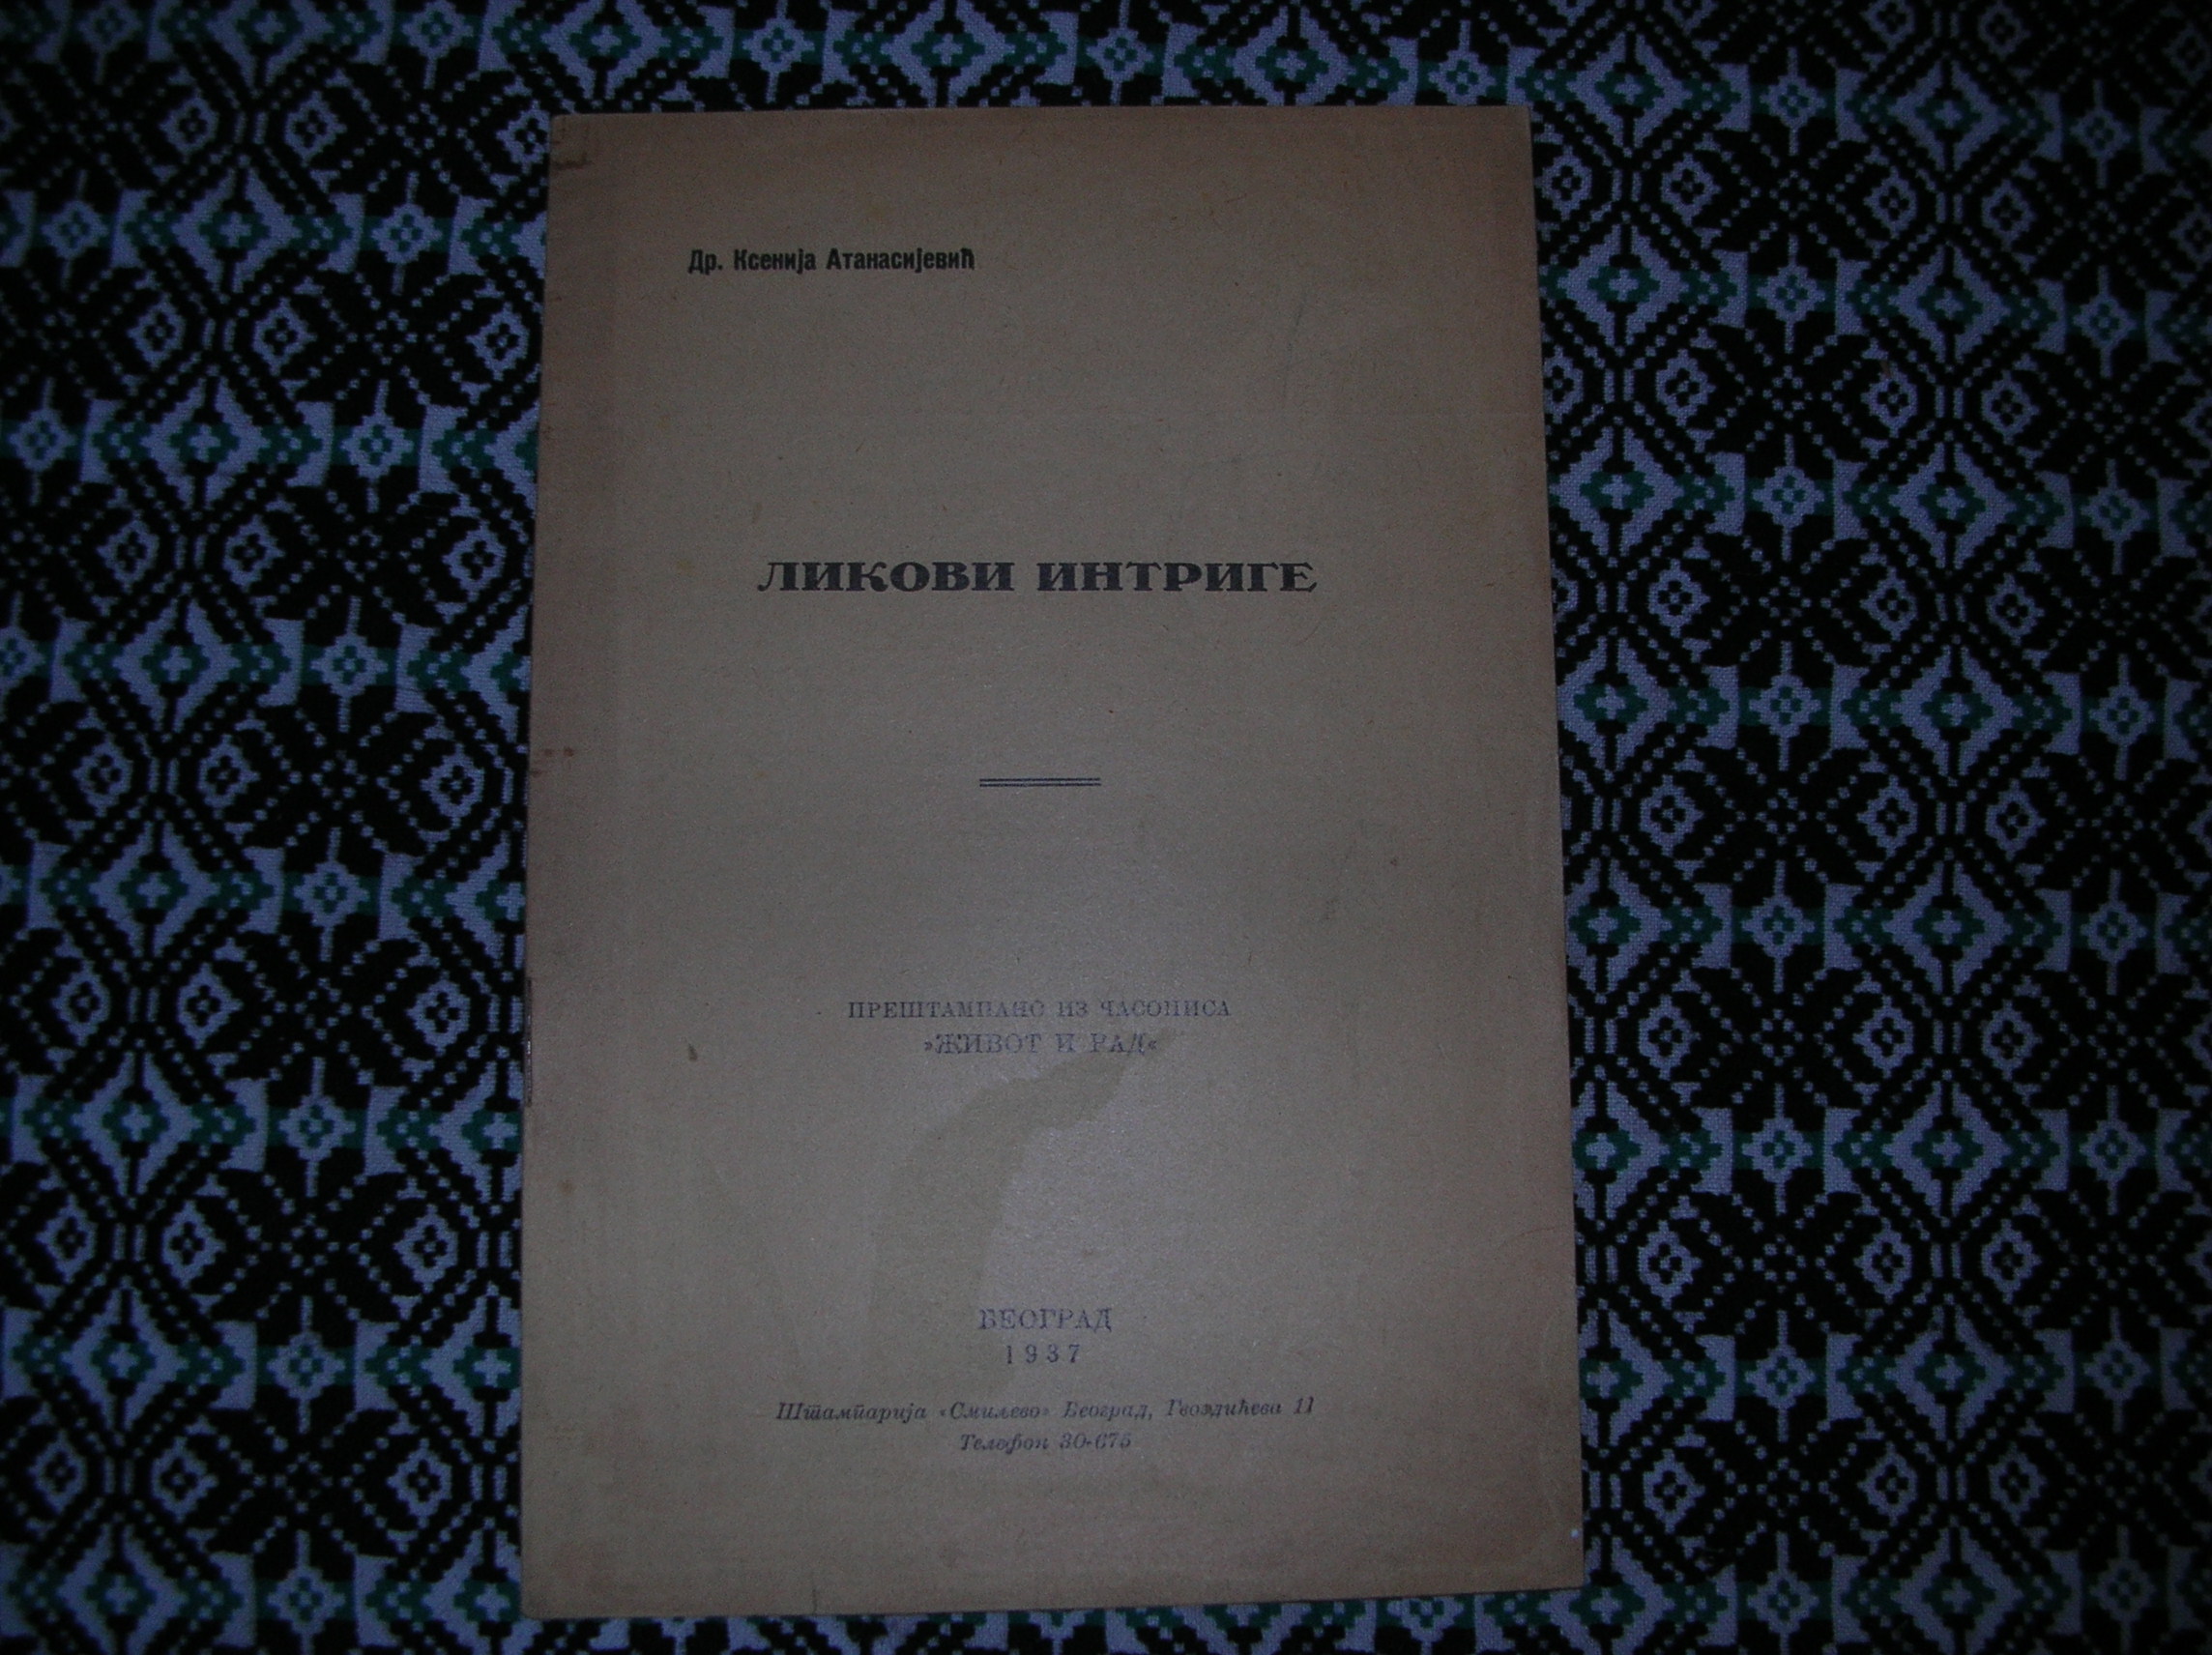 Др. Ксенија Атанасијевић
ЛИКОВИ ИНТРИГЕ
ПРЕШТАМПАНО ИЗ ЧАСОПИСА
»ЖИВОТ И РАД«
БЕОГРАД
1937
Штампарија «Смиљево» Београд, Гвоздићева 11
Телефон 30-675